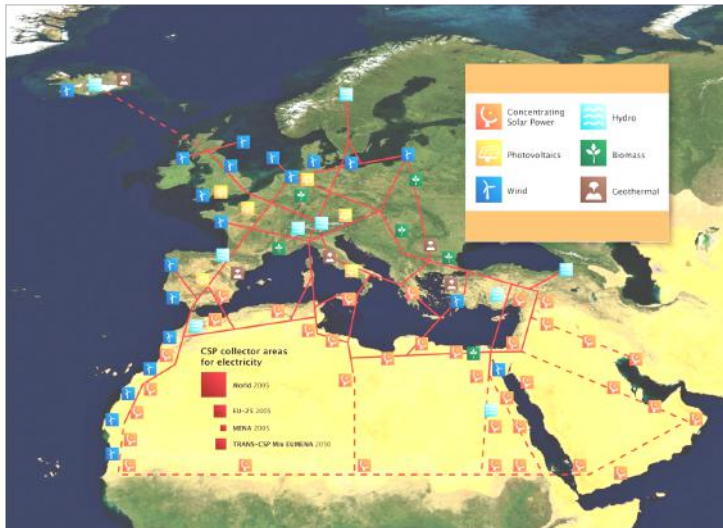 Concentrating
Solar Power
Hydro
Photovoltaics
Biomass
Wind
Geothermal
CSP collector areas
for electricity
World 2005
EU-25 2005
MENA 2005
TRANS-CSP Mix EUMENA 2050